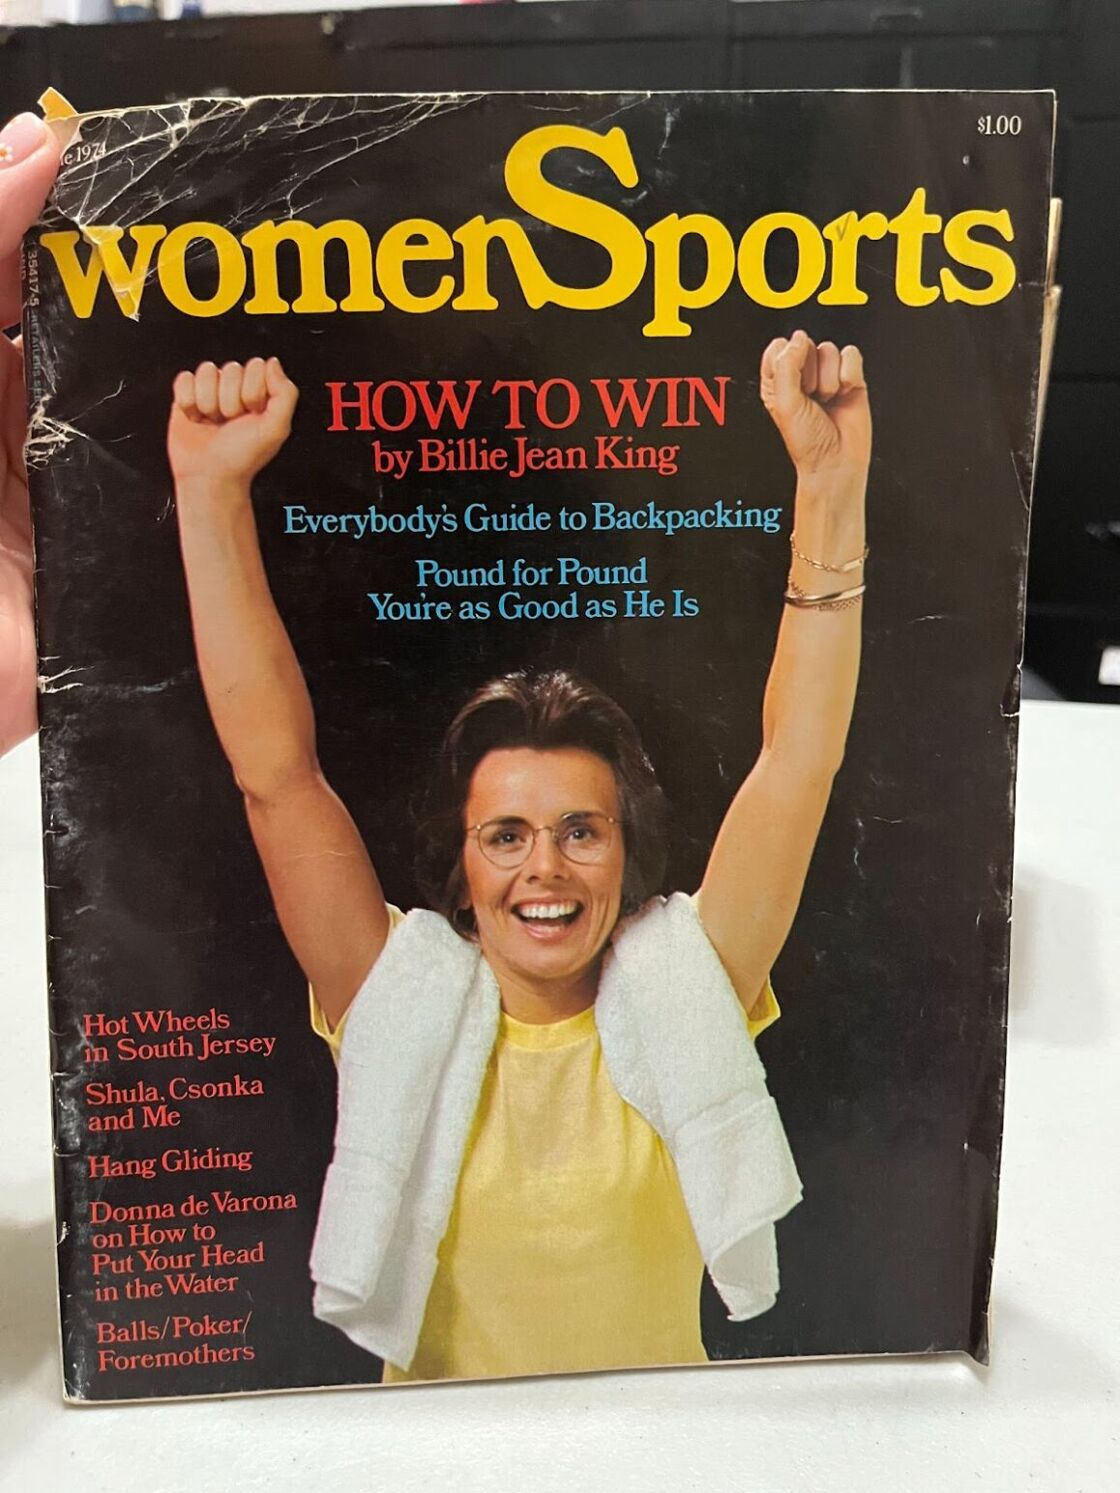 1974
$1.00
womenSports
HOW TO WIN
by Billie Jean King
Everybody's Guide to Backpacking
Pound for Pound
You're as Good as He Is
Hot Wheels
in South Jersey
Shula, Csonka
and Me
Hang Gliding
Donna de Varona
on How to
Put Your Head
in the Water
Balls/Poker/
Foremothers